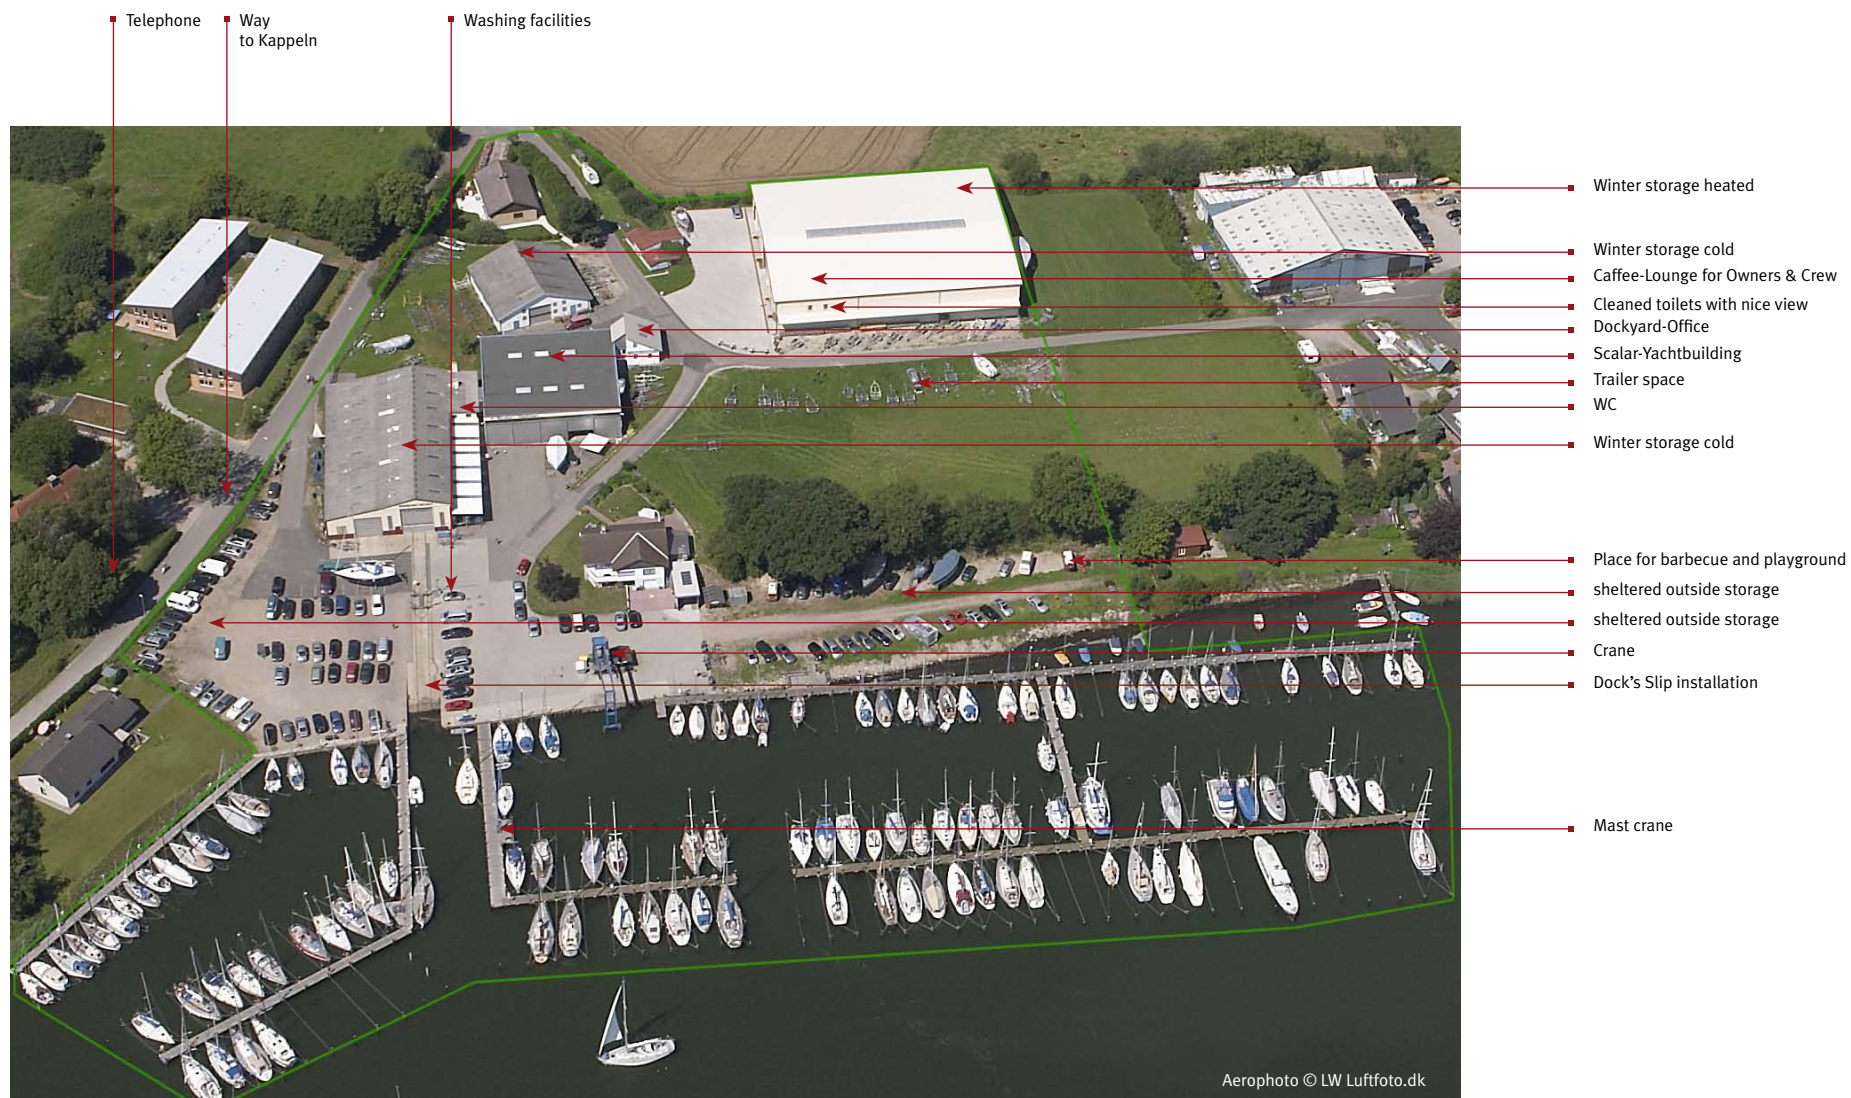 Telephone
Way
to Kappeln
Washing facilities
Winter storage heated
Winter storage cold
Caffee-Lounge for Owners & Crew
Cleaned toilets with nice view
Dockyard-Office
Scalar-Yachtbuilding
Trailer space
WC
Winter storage cold
Place for barbecue and playground
sheltered outside storage
sheltered outside storage
Crane
Dock's Slip installation
Mast crane
Aerophoto © LW Luftfoto.dk